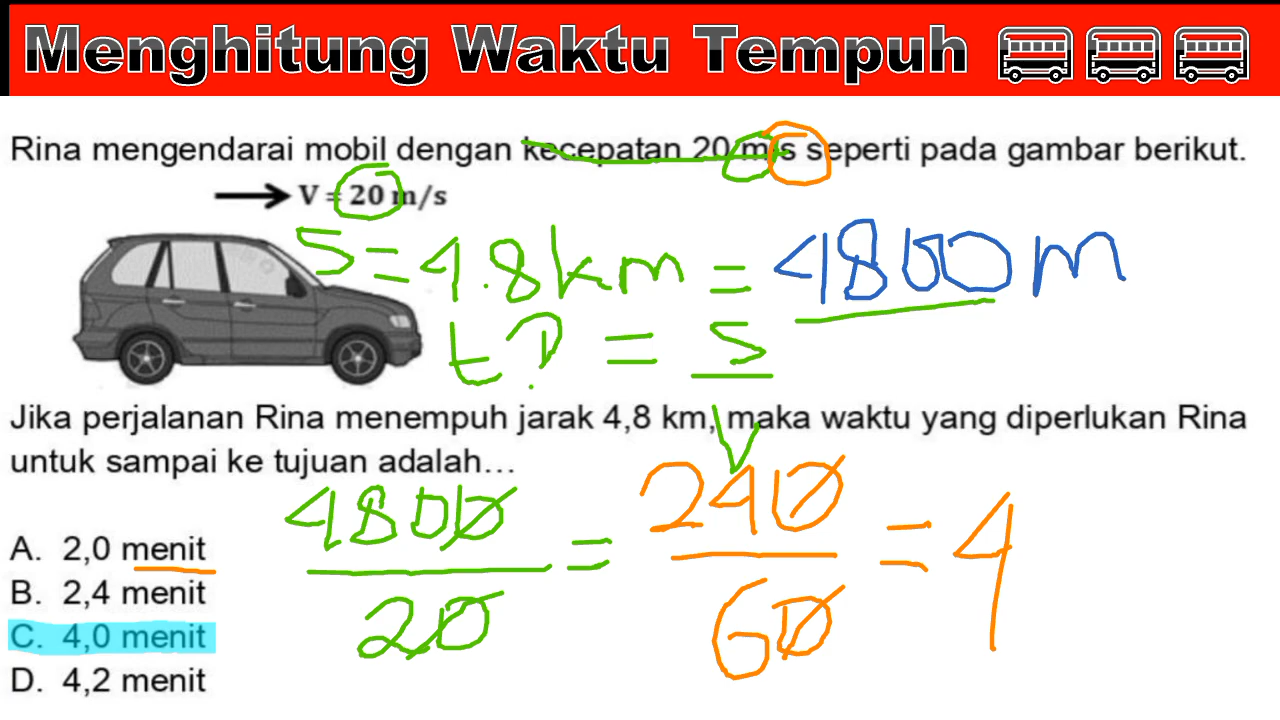 Menghitung Waktu Tempuh
Rina mengendarai mobil dengan kecepatan 20 m/s seperti pada gambar berikut.
V = 20 m/s
S = 4.8 km = 4800 m
t? = s
Jika perjalanan Rina menempuh jarak 4,8 km, maka waktu yang diperlukan Rina
V
untuk sampai ke tujuan adalah...
4800 = 240 = 4
20 60
A. 2,0 menit
B. 2,4 menit
C. 4,0 menit
D. 4,2 menit